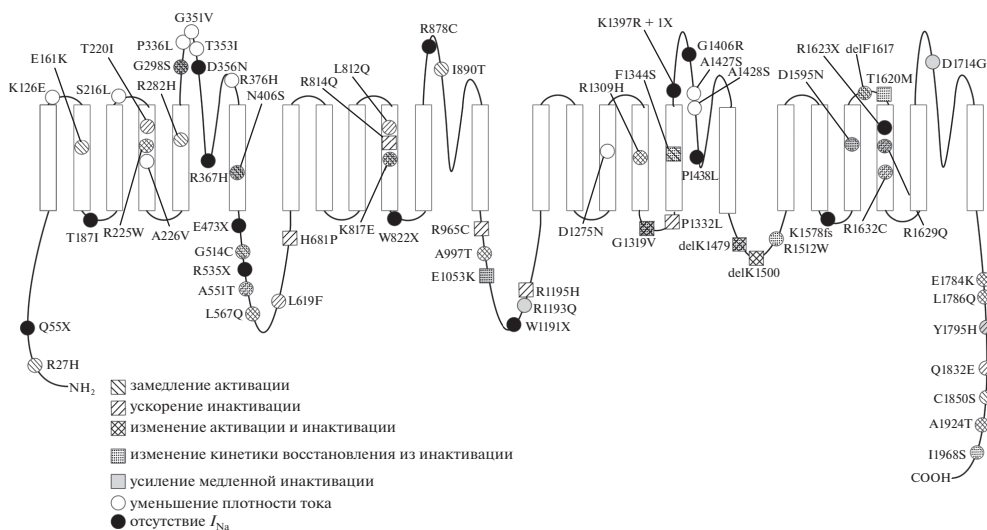 G351V
P336L
T353I
G298S
D356N
R282H
R376H
N406S
T220I
E161K
K126E
S216L
R878C
L812Q
R814Q
I890T
K1397R + 1X
G1406R
A1427S
A1428S
F1344S
R1309H
R1623X
delF1617
D1595N
T1620M
D1714G
R367H
P1438L
T187I
R225W
A226V
E473X
G514C
R535X
A551T
L567Q
H681P
L619F
K817E
W822X
R965C
A997T
E1053K
R1195H
R1193Q
W1191X
D1275N
G1319V
P1332L
delK1479
delK1500
R1512W
K1578fs
R1632C
R1629Q
E1784K
L1786Q
Y1795H
Q1832E
C1850S
A1924T
I1968S
COOH
Q55X
R27H
NH₂
замедление активации
ускорение инактивации
изменение активации и инактивации
изменение кинетики восстановления из инактивации
усиление медленной инактивации
уменьшение плотности тока
отсутствие I_Na